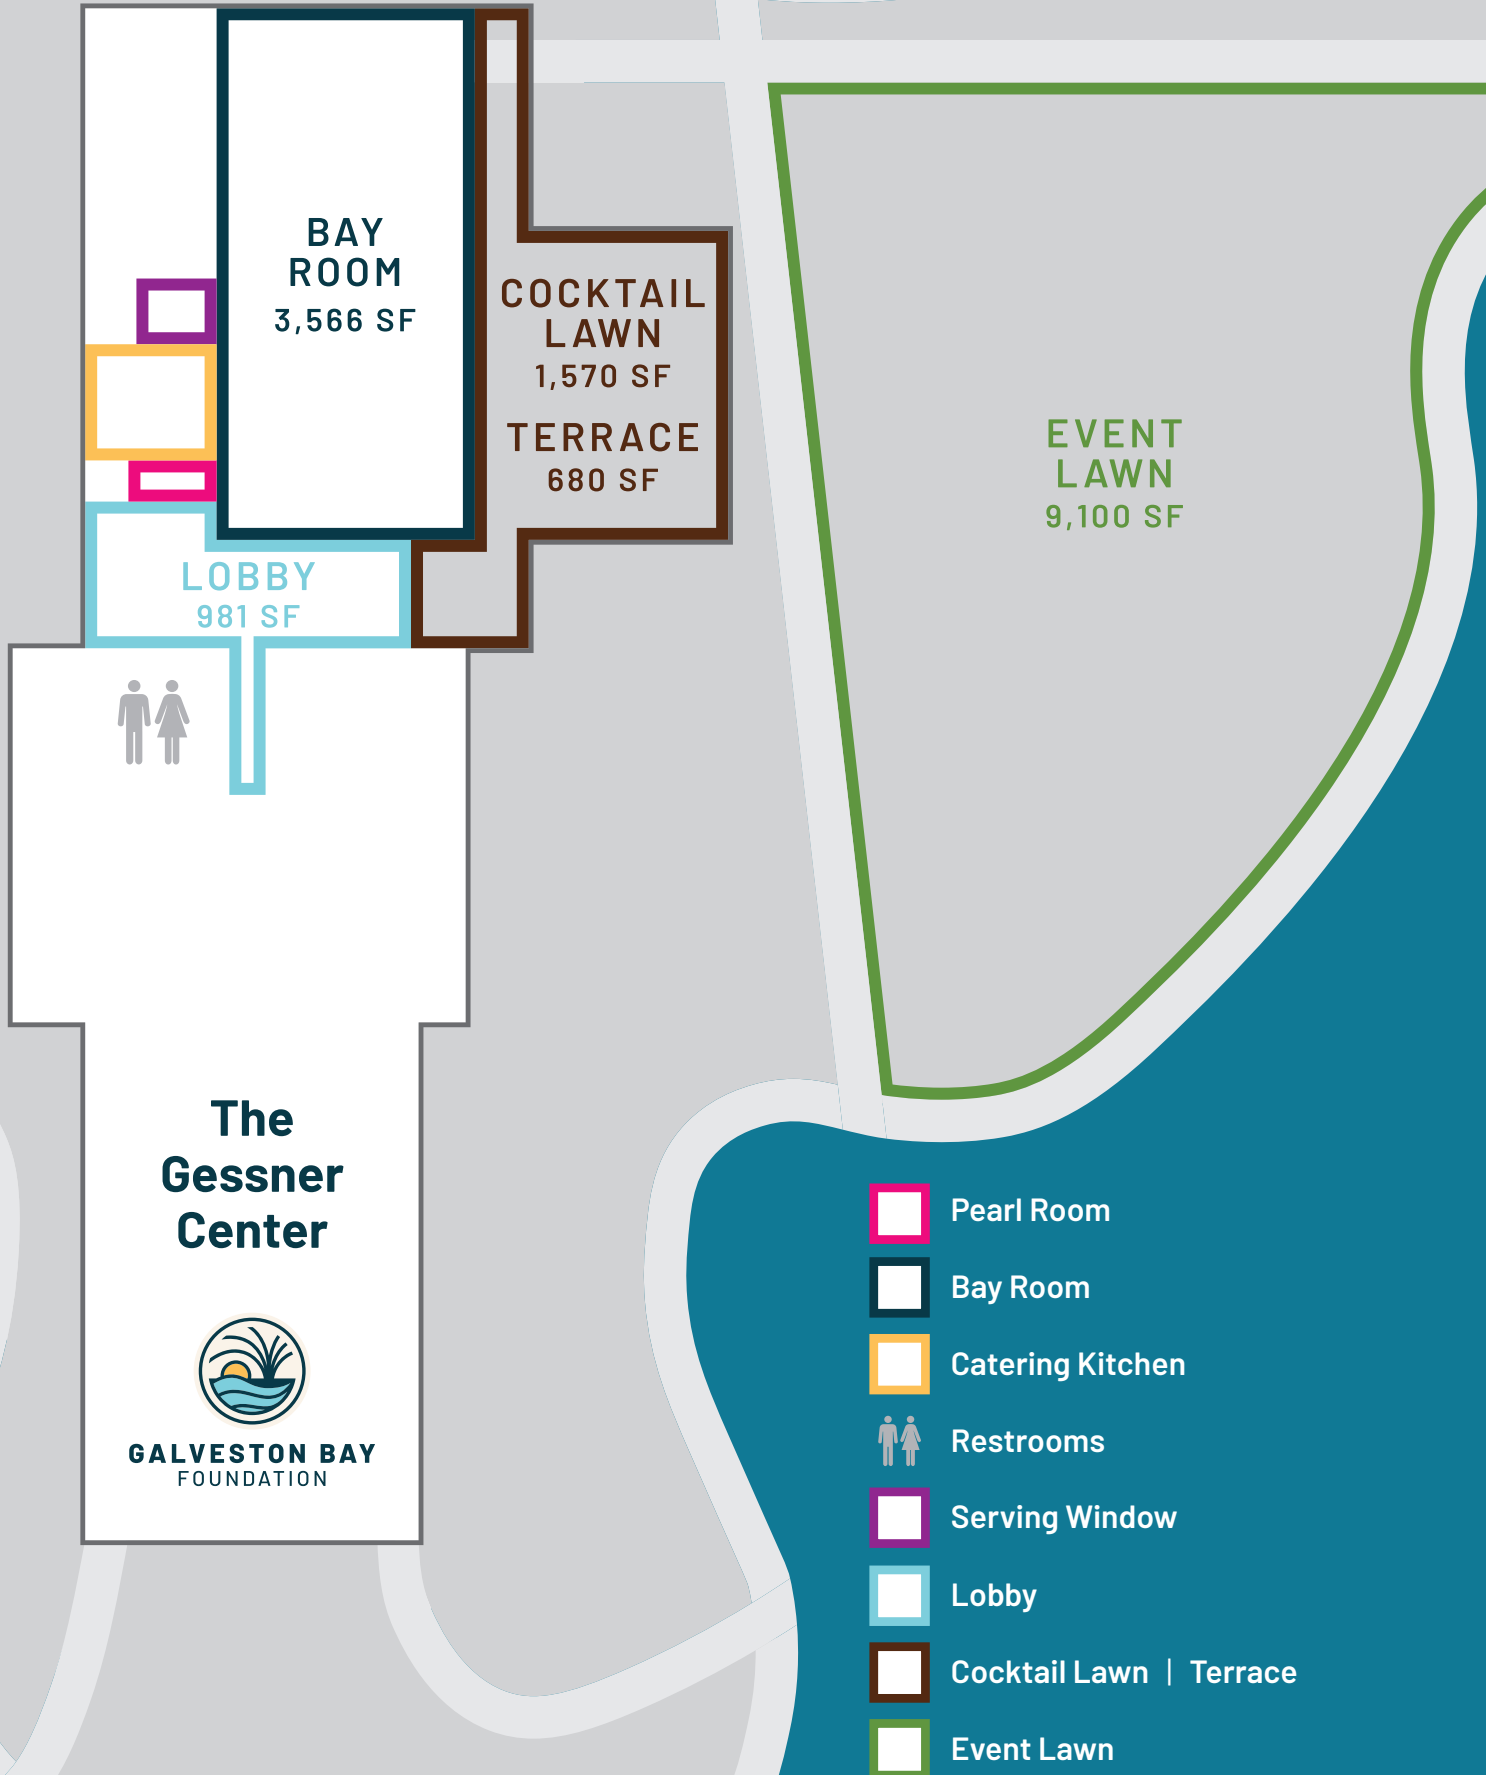 BAY
ROOM
3,566 SF
COCKTAIL
LAWN
1,570 SF
TERRACE
680 SF
EVENT
LAWN
9,100 SF
LOBBY
981 SF
The
Gessner
Center
GALVESTON BAY
FOUNDATION
Pearl Room
Bay Room
Catering Kitchen
Restrooms
Serving Window
Lobby
Cocktail Lawn | Terrace
Event Lawn